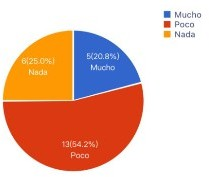 Mucho
Poco
Nada
5(20.8%)
Mucho
6(25.0%)
Nada
13(54.2%)
Poco